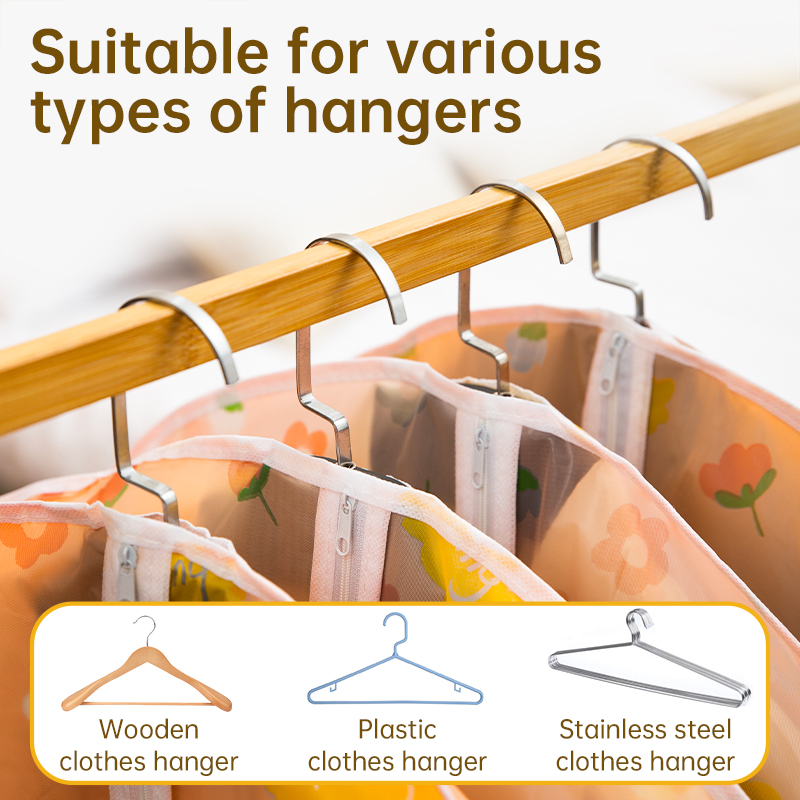 Suitable for various
types of hangers
Wooden
clothes hanger
Plastic
clothes hanger
Stainless steel
clothes hanger